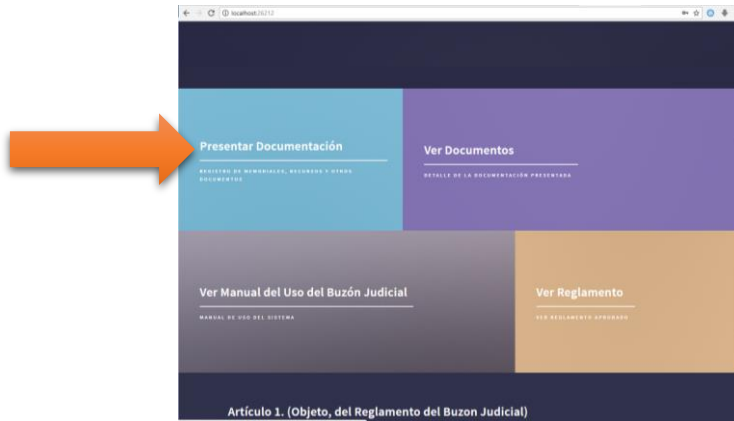 localhost:26212
Presentar Documentación
REGISTRO DE MEMORIALES, RECURSOS Y OTROS
DOCUMENTOS
Ver Documentos
DETALLE DE LA DOCUMENTACIÓN PRESENTADA
Ver Manual del Uso del Buzón Judicial
MANUAL DE USO DEL SISTEMA
Ver Reglamento
VER REGLAMENTO APROBADO
Artículo 1. (Objeto, del Reglamento del Buzon Judicial)